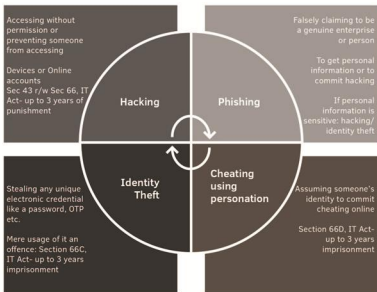 Accessing without
permission or
preventing someone
from accessing
Devices or Online
accounts
Sec 43 r/w Sec 66, IT
Act- up to 3 years of
punishment
Hacking
Falsely claiming to be
a genuine enterprise
or person
To get personal
information or to
commit hacking
If personal
information is
sensitive: hacking/
identity theft
Phishing
Stealing any unique
electronic credential
like a password, OTP
etc.
Mere usage of it an
offence: Section 66C,
IT Act- up to 3 years
imprisonment
Identity
Theft
Cheating
using
personation
Assuming someone's
identity to commit
cheating online
Section 66D, IT Act-
up to 3 years
imprisonment